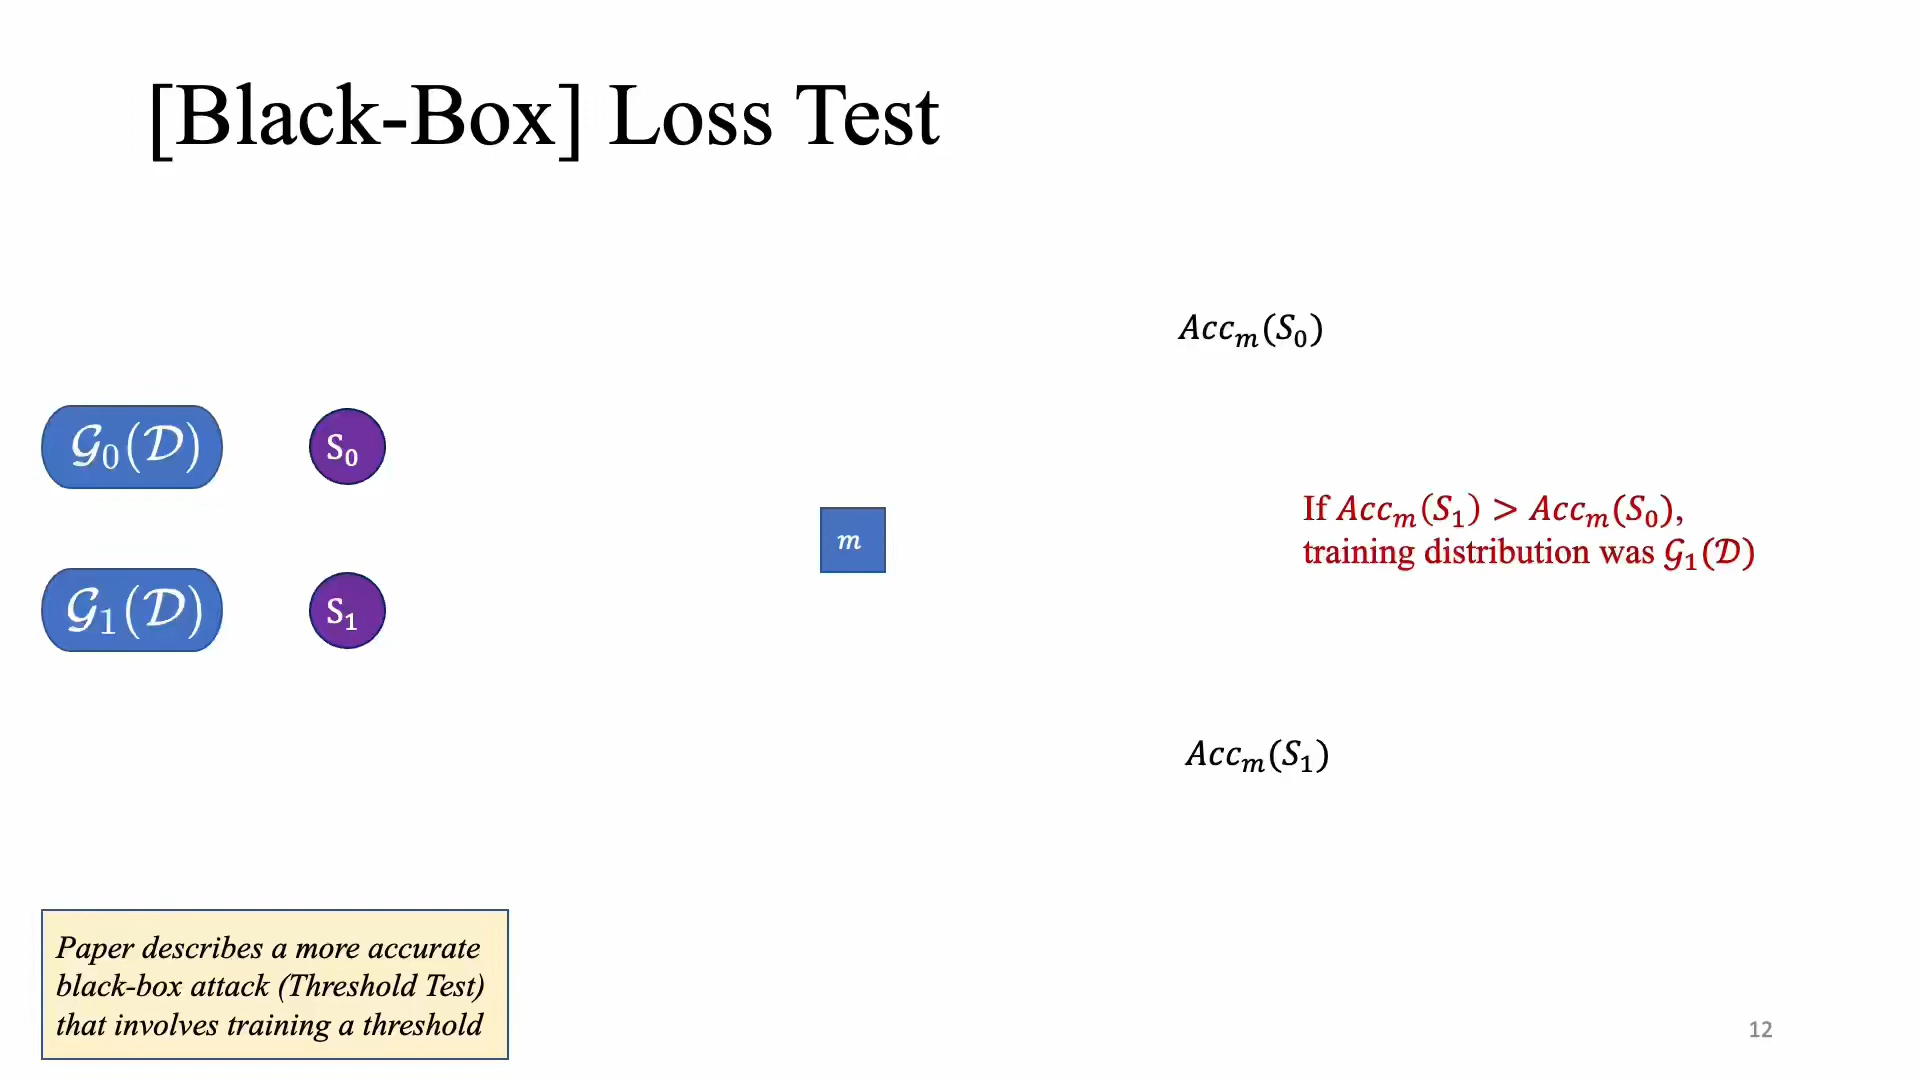 [Black-Box] Loss Test
Acc_m(S_0)
𝒢_0(𝒟)
S_0
If Acc_m(S_1) > Acc_m(S_0),
training distribution was 𝒢_1(𝒟)
m
𝒢_1(𝒟)
S_1
Acc_m(S_1)
Paper describes a more accurate
black-box attack (Threshold Test)
that involves training a threshold
12